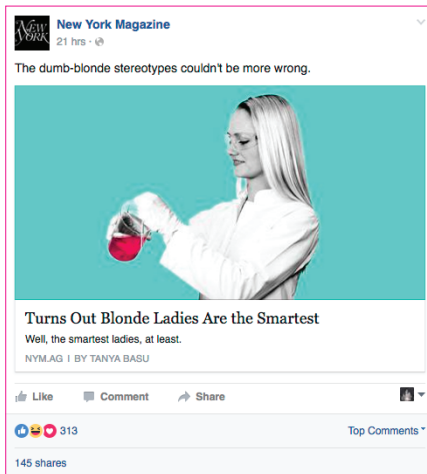 NEW
YORK
New York Magazine
21 hrs ·
The dumb-blonde stereotypes couldn't be more wrong.
Turns Out Blonde Ladies Are the Smartest
Well, the smartest ladies, at least.
NYM.AG | BY TANYA BASU
Like Comment Share
313 Top Comments
145 shares